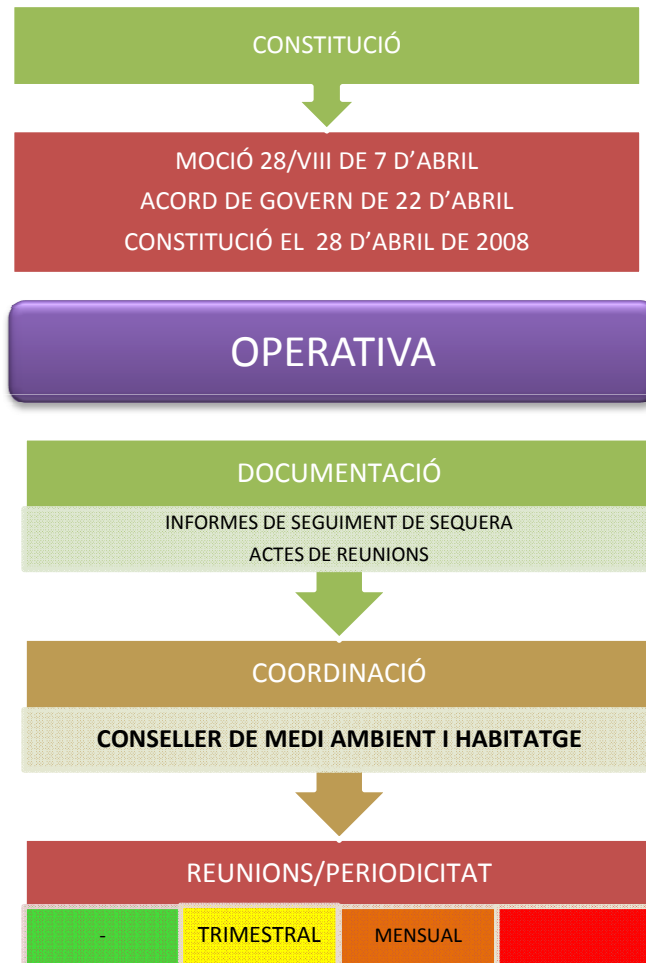 CONSTITUCIÓ
MOCIÓ 28/VIII DE 7 D’ABRIL
ACORD DE GOVERN DE 22 D’ABRIL
CONSTITUCIÓ EL 28 D’ABRIL DE 2008
OPERATIVA
DOCUMENTACIÓ
INFORMES DE SEGUIMENT DE SEQUERA
ACTES DE REUNIONS
COORDINACIÓ
CONSELLER DE MEDI AMBIENT I HABITATGE
REUNIONS/PERIODICITAT
- TRIMESTRAL MENSUAL